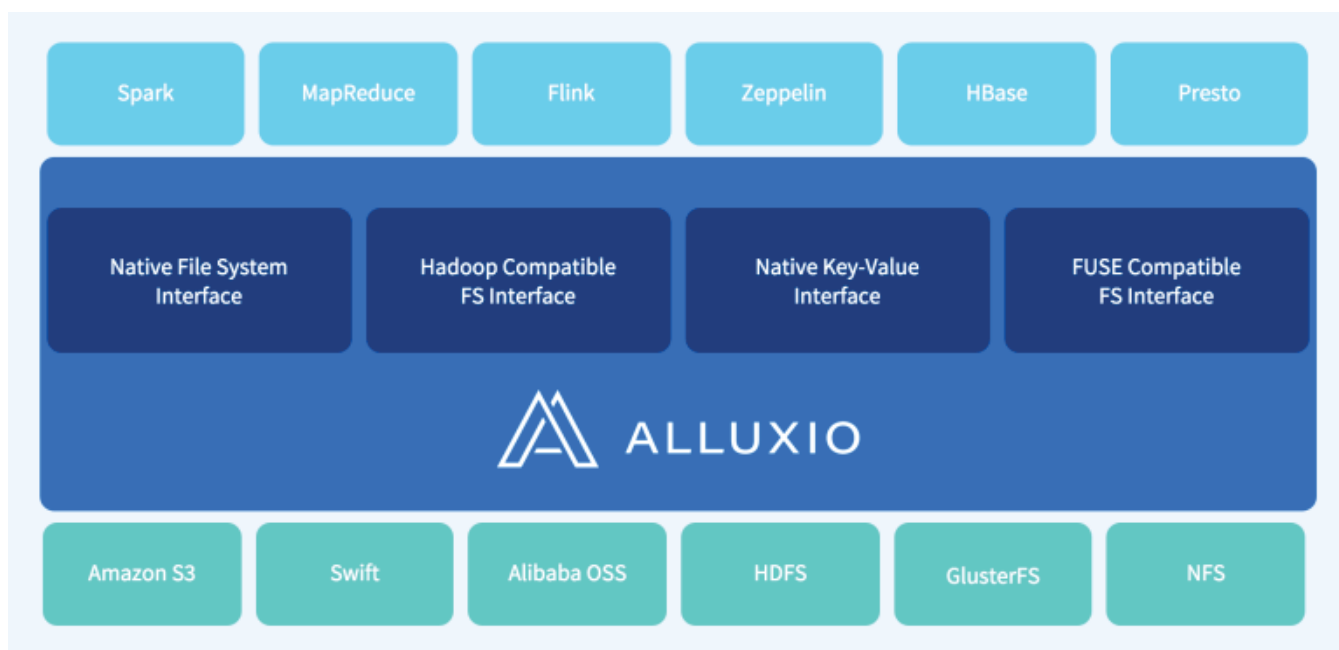 Spark
MapReduce
Flink
Zeppelin
HBase
Presto
Native File System
Interface
Hadoop Compatible
FS Interface
Native Key-Value
Interface
FUSE Compatible
FS Interface
ALLUXIO
Amazon S3
Swift
Alibaba OSS
HDFS
GlusterFS
NFS